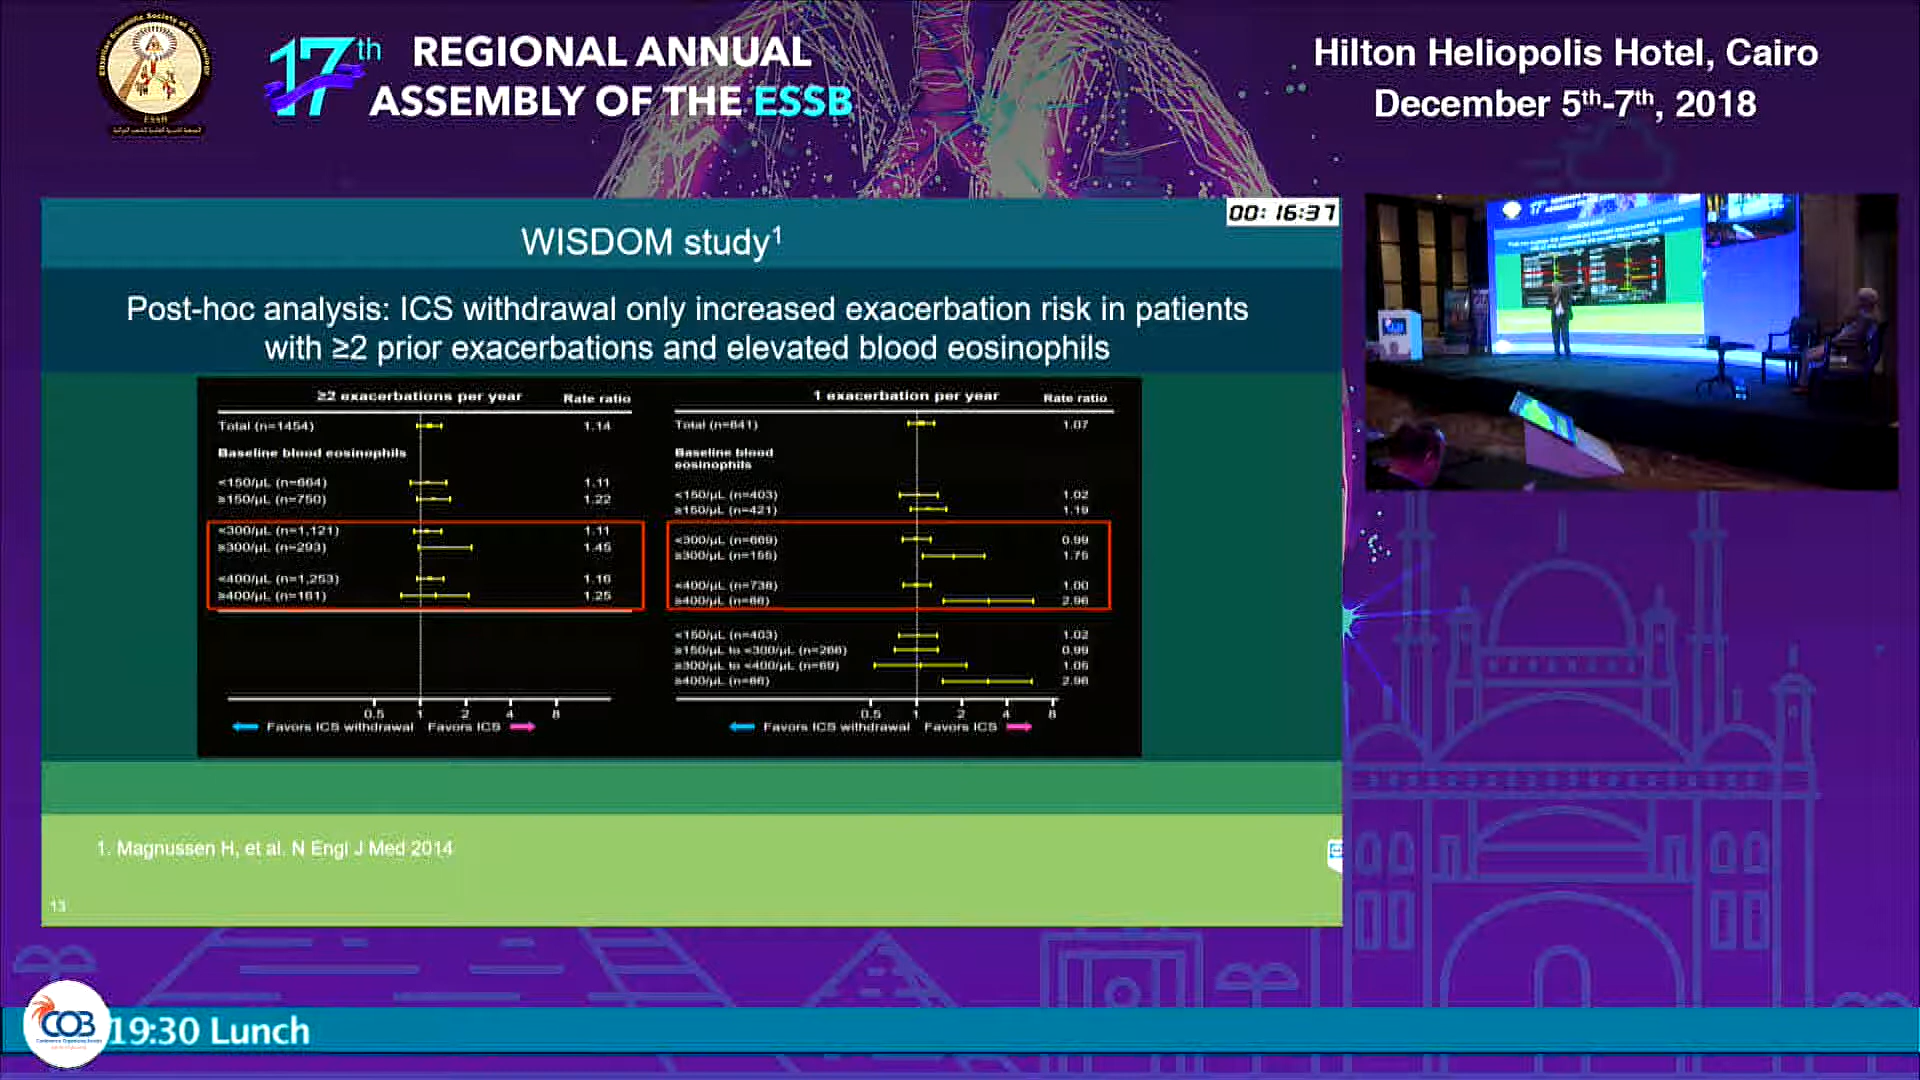 17th REGIONAL ANNUAL
ASSEMBLY OF THE ESSB
ESSB
Hilton Heliopolis Hotel, Cairo
December 5th-7th, 2018
00:16:37
WISDOM study1
Post-hoc analysis: ICS withdrawal only increased exacerbation risk in patients
with ≥2 prior exacerbations and elevated blood eosinophils
≥2 exacerbations per year Rate ratio
Total (n=1454) 1.14
Baseline blood eosinophils
<150/µL (n=664) 1.11
≥150/µL (n=750) 1.22
<300/µL (n=1,121) 1.11
≥300/µL (n=293) 1.45
<400/µL (n=1,253) 1.16
≥400/µL (n=161) 1.25
0.5 1 2 4 8
Favors ICS withdrawal Favors ICS
1 exacerbation per year Rate ratio
Total (n=841) 1.07
Baseline blood
eosinophils
<150/µL (n=403) 1.02
≥150/µL (n=421) 1.19
<300/µL (n=669) 0.99
≥300/µL (n=155) 1.75
<400/µL (n=738)  1.00
≥400/µL (n=86) 2.96
<150/µL (n=403) 1.02
≥150/µL to <300/µL (n=266) 0.99
≥300/µL to <400/µL (n=69) 1.05
≥400/µL (n=86) 2.96
0.5 1 2 4 8
Favors ICS withdrawal Favors ICS
1. Magnussen H, et al. N Engl J Med 2014
13
COB
19:30 Lunch